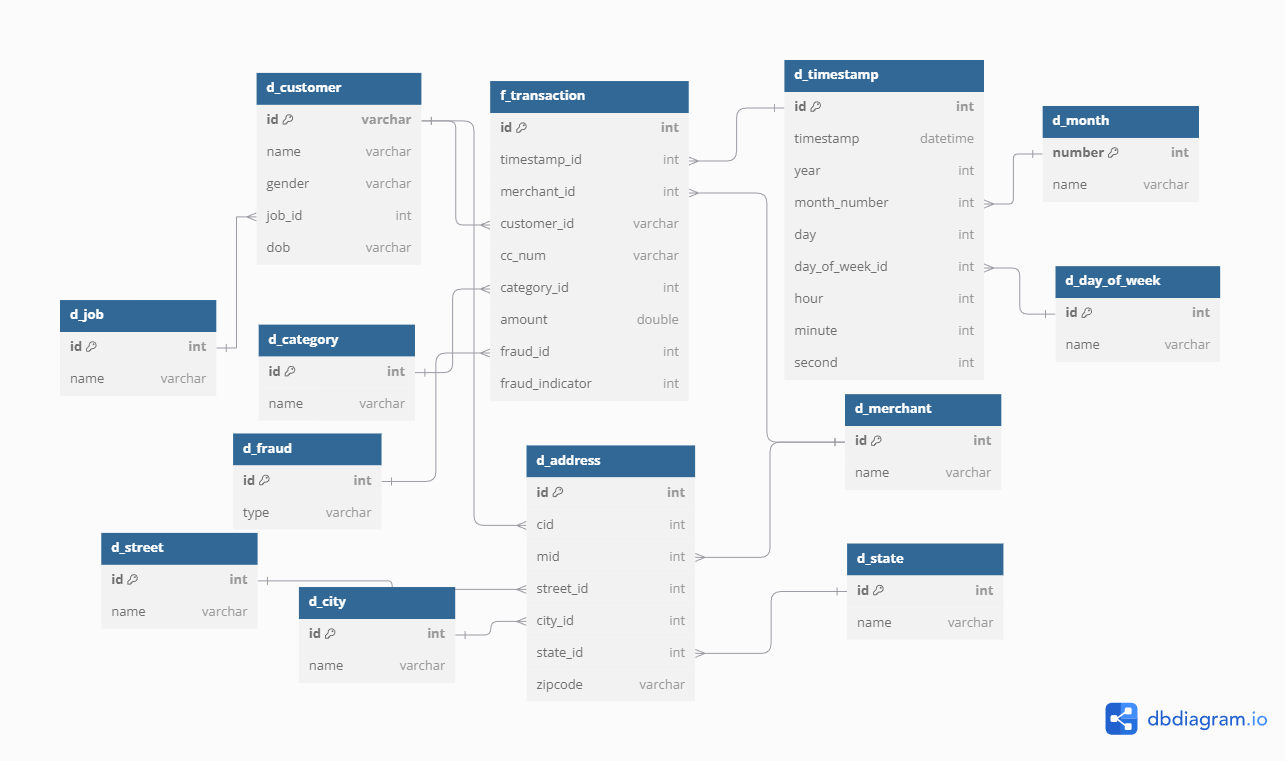 d_customer
id varchar
name varchar
gender varchar
job_id int
dob varchar
f_transaction
id int
timestamp_id int
merchant_id int
customer_id varchar
cc_num varchar
category_id int
amount double
fraud_id int
fraud_indicator int
d_timestamp
id int
timestamp datetime
year int
month_number int
day int
day_of_week_id int
hour int
minute int
second int
d_month
number int
name varchar
d_day_of_week
id int
name varchar
d_job
id int
name varchar
d_category
id int
name varchar
d_fraud
id int
type varchar
d_merchant
id int
name varchar
d_address
id int
cid int
mid int
street_id int
city_id int
state_id int
zipcode varchar
d_street
id int
name varchar
d_city
id int
name varchar
d_state
id int
name varchar
dbdiagram.io